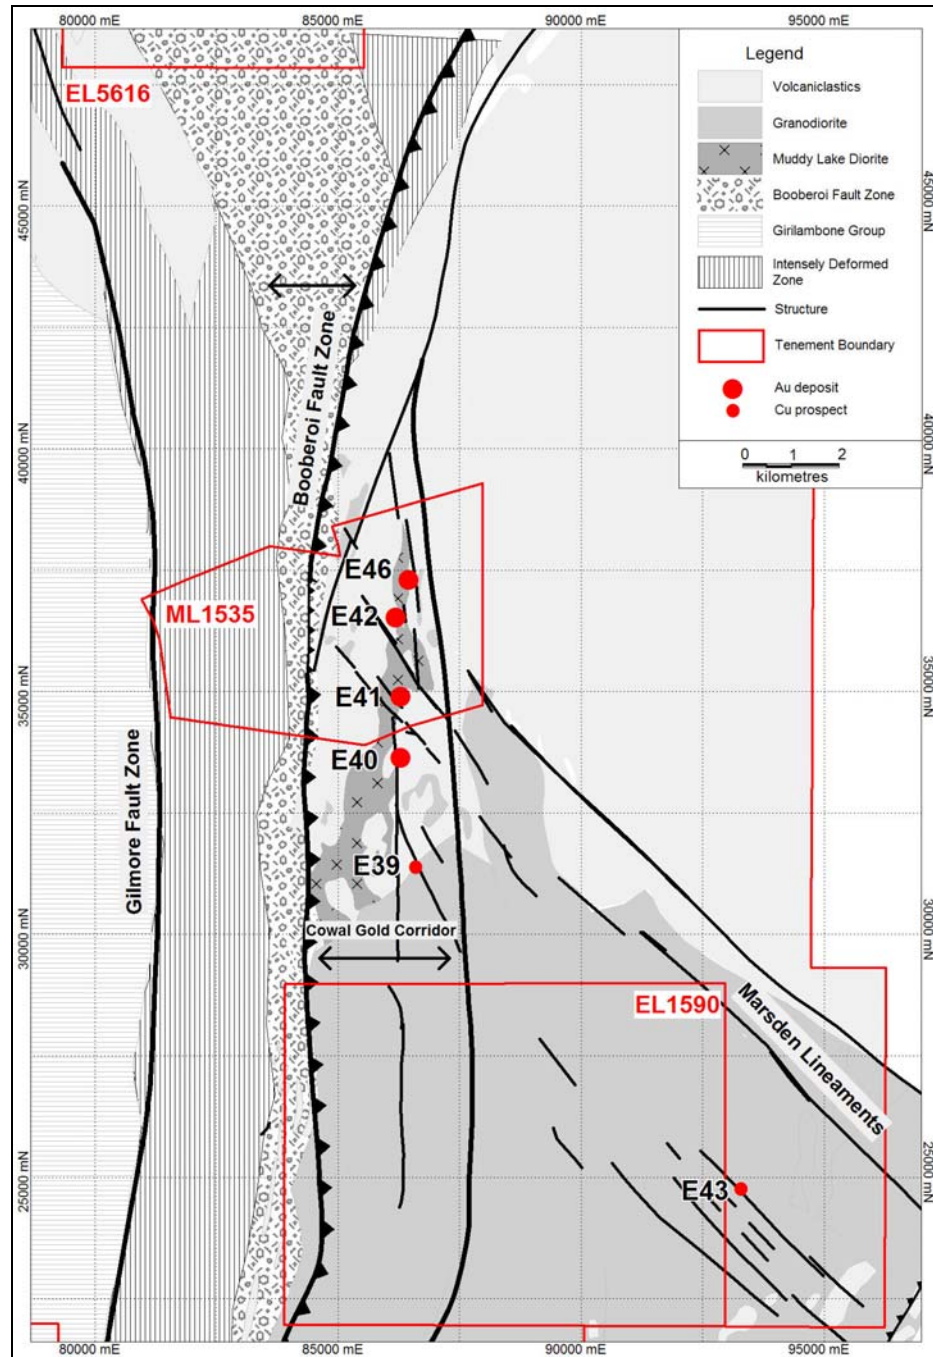 80000 mE
85000 mE
90000 mE
95000 mE
EL5616
Legend
Volcaniclastics
Granodiorite
Muddy Lake Diorite
Booberoi Fault Zone
Girilambone Group
Intensely Deformed
Zone
Structure
Tenement Boundary
Au deposit
Cu prospect
0 1 2
kilometres
45000 mN
45000 mN
Booberoi Fault Zone
40000 mN
40000 mN
E46
ML1535
E42
35000 mN
35000 mN
E41
E40
Gilmore Fault Zone
E39
30000 mN
30000 mN
Cowal Gold Corridor
EL1590
Marsden Lineaments
25000 mN
25000 mN
E43
80000 mE
85000 mE
90000 mE
95000 mE